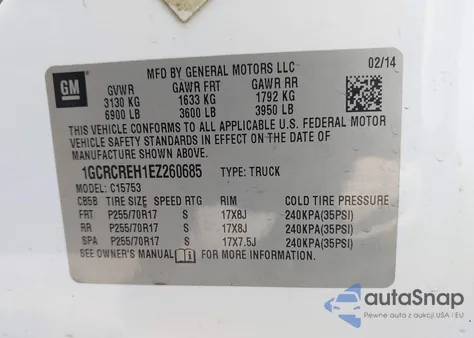 MFD BY GENERAL MOTORS LLC
02/14
GM
GVWR GAWR FRT GAWR RR
3130 KG 1633 KG 1792 KG
6900 LB 3600 LB 3950 LB
THIS VEHICLE CONFORMS TO ALL APPLICABLE U.S. FEDERAL MOTOR
VEHICLE SAFETY STANDARDS IN EFFECT ON THE DATE OF
MANUFACTURE SHOWN ABOVE.
1GCRCREH1EZ260685 TYPE: TRUCK
MODEL: C15753
CB5B TIRE SIZE SPEED RTG RIM COLD TIRE PRESSURE
FRT P255/70R17 S 17X8J 240KPA(35PSI)
RR P255/70R17 S 17X8J 240KPA(35PSI)
SPA P255/70R17 S 17X7.5J 240KPA(35PSI)
SEE OWNER'S MANUAL FOR MORE INFORMATION
autoSnap
Pewne auta z aukcji USA i EU